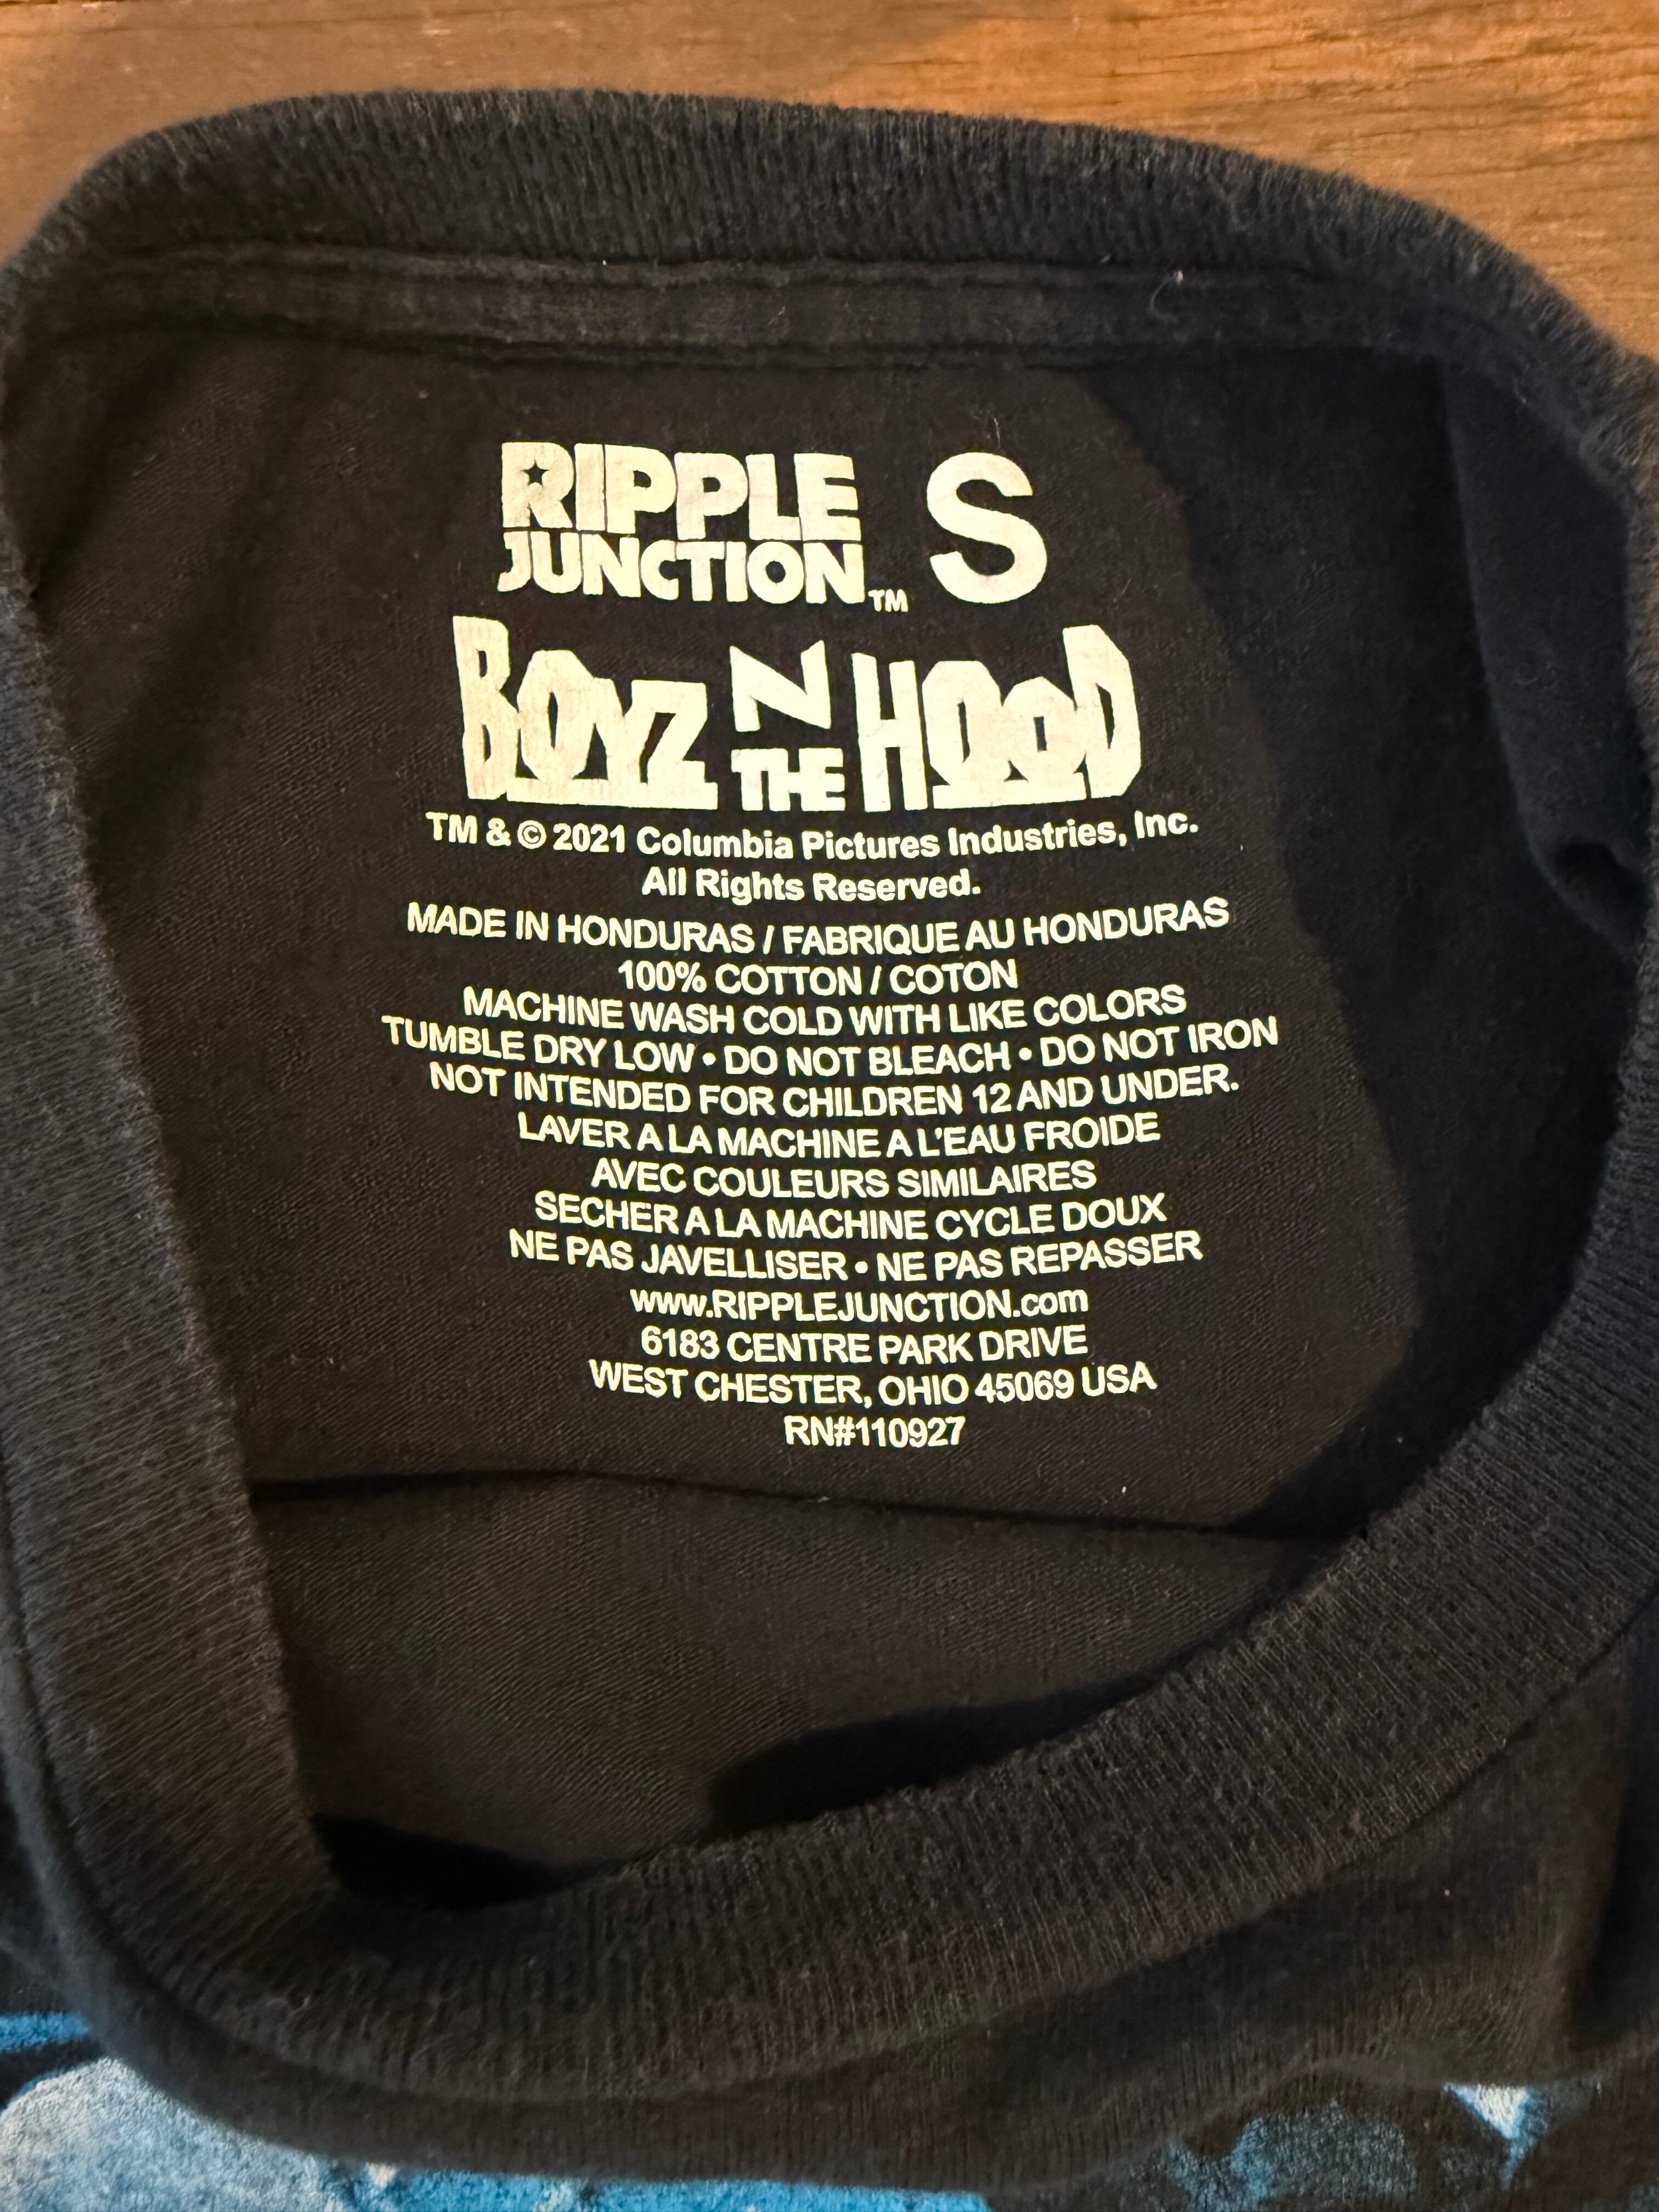 RIPPLE S
JUNCTION™
BOYZ N THE HOOD
TM & © 2021 Columbia Pictures Industries, Inc.
All Rights Reserved.
MADE IN HONDURAS / FABRIQUE AU HONDURAS
100% COTTON / COTON
MACHINE WASH COLD WITH LIKE COLORS
TUMBLE DRY LOW • DO NOT BLEACH • DO NOT IRON
NOT INTENDED FOR CHILDREN 12 AND UNDER.
LAVER A LA MACHINE A L'EAU FROIDE
AVEC COULEURS SIMILAIRES
SECHER A LA MACHINE CYCLE DOUX
NE PAS JAVELLISER • NE PAS REPASSER
www.RIPPLEJUNCTION.com
6183 CENTRE PARK DRIVE
WEST CHESTER, OHIO 45069 USA
RN#110927